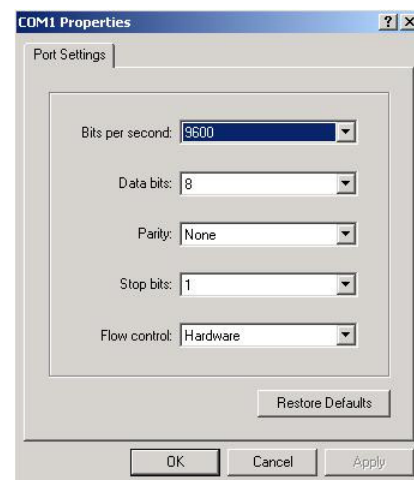 COM1 Properties
Port Settings
Bits per second: 9600
Data bits: 8
Parity: None
Stop bits: 1
Flow control: Hardware
Restore Defaults
OK Cancel Apply